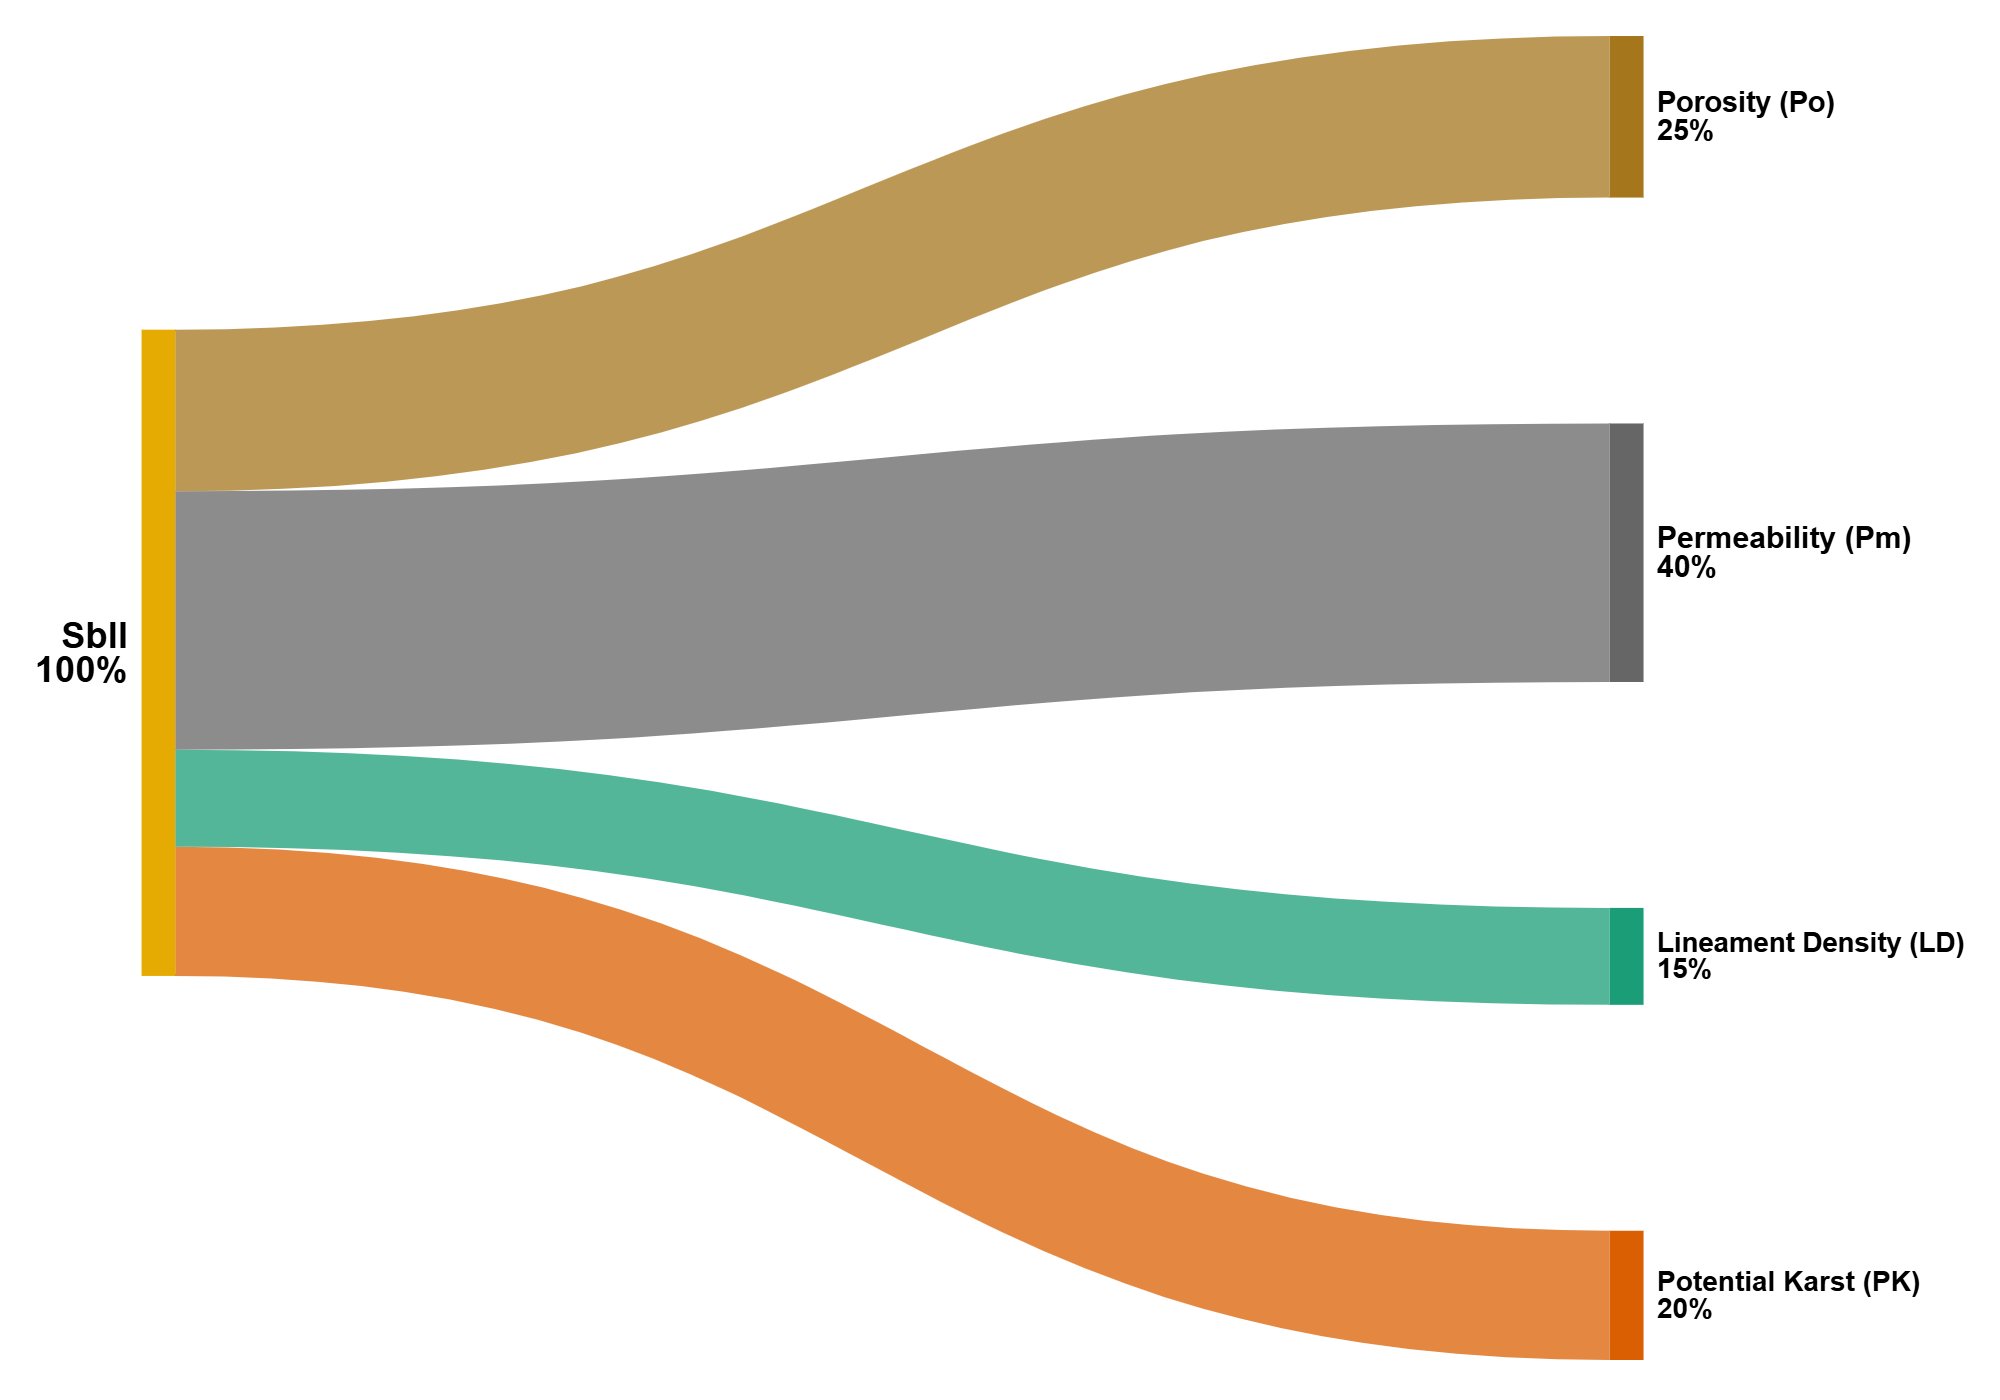 Porosity (Po)
25%
Permeability (Pm)
40%
SbII
100%
Lineament Density (LD)
15%
Potential Karst (PK)
20%